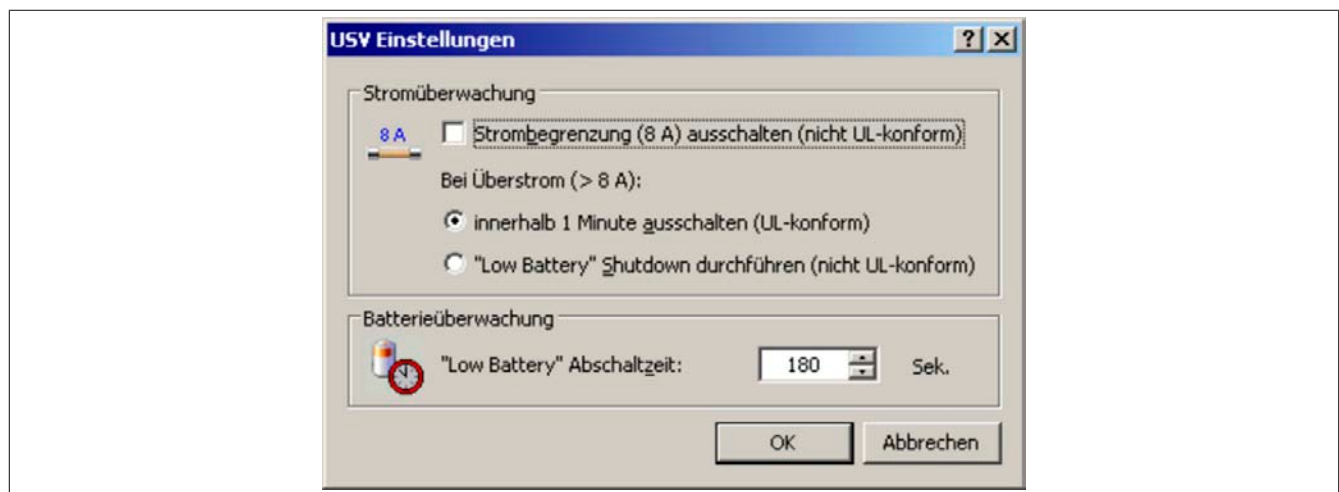 USV Einstellungen
Stromüberwachung
8 A
Strombegrenzung (8 A) ausschalten (nicht UL-konform)
Bei Überstrom (> 8 A):
innerhalb 1 Minute ausschalten (UL-konform)
"Low Battery" Shutdown durchführen (nicht UL-konform)
Batterieüberwachung
"Low Battery" Abschaltzeit: 180 Sek.
OK Abbrechen